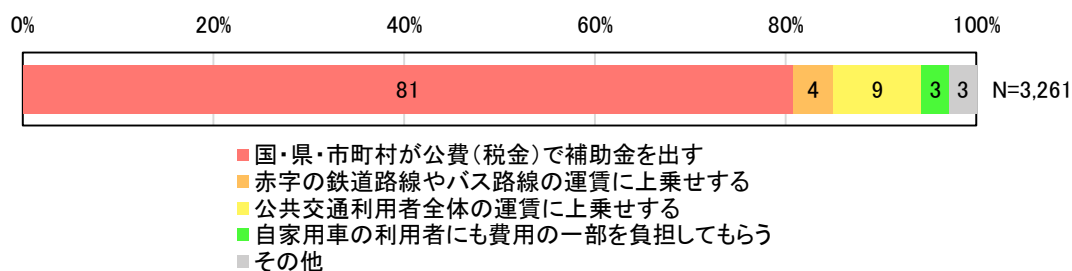 0% 20% 40% 60% 80% 100%
81 4 9 3 3 N=3,261
国・県・市町村が公費(税金)で補助金を出す
赤字の鉄道路線やバス路線の運賃に上乗せする
公共交通利用者全体の運賃に上乗せする
自家用車の利用者にも費用の一部を負担してもらう
その他